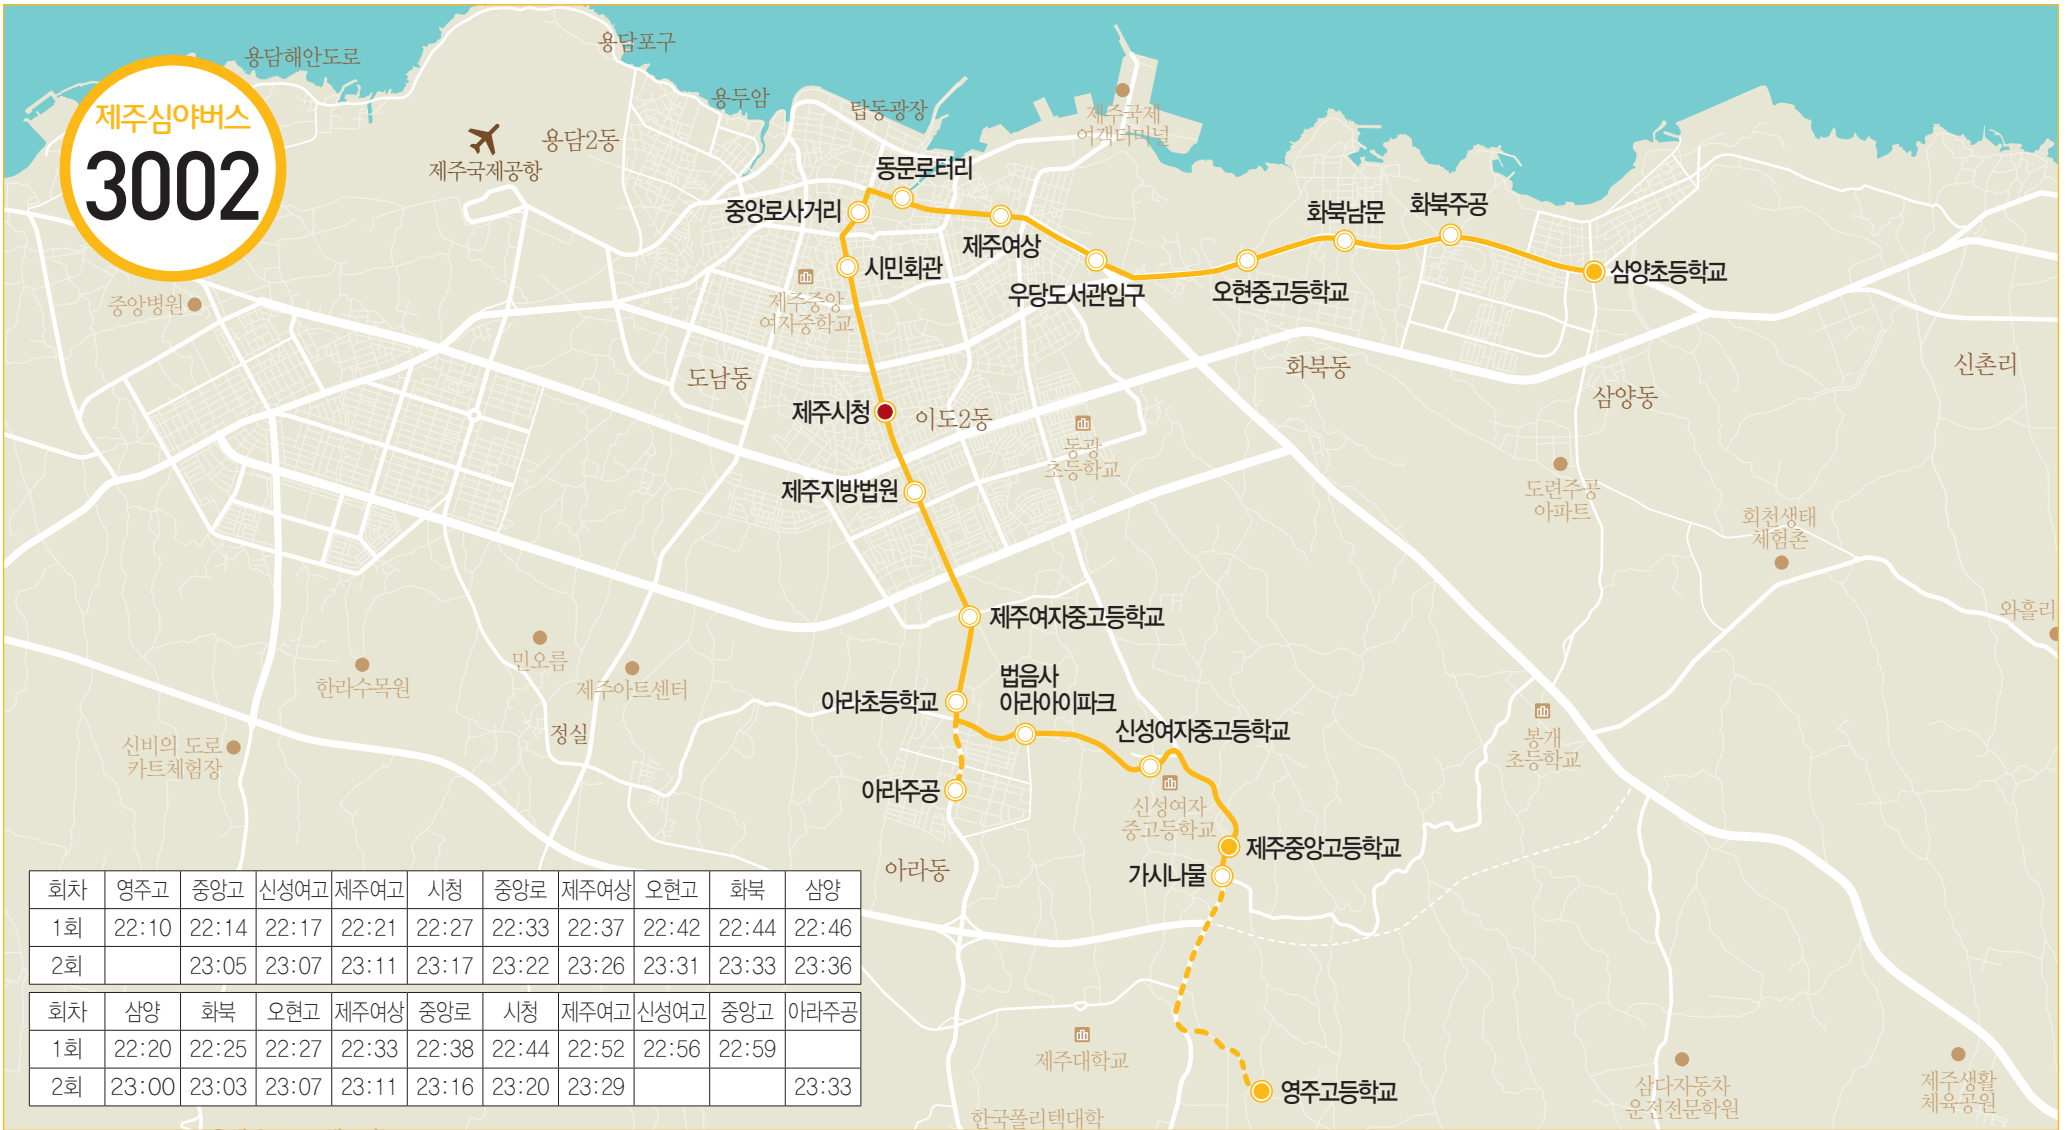 용담해안도로
용담포구
제주심야버스
3002
용두암
탑동광장
제주국제
여객터미널
용담2동
제주국제공항
동문로터리
중앙로사거리
제주여상
화북남문
화북주공
시민회관
우당도서관입구
오현중고등학교
삼양초등학교
중앙병원
제주중앙
여자중학교
도남동
화북동
신촌리
삼양동
제주시청
이도2동
동광
초등학교
제주지방법원
도련주공
아파트
회천생태
체험촌
와흘리
제주여자중고등학교
민오름
한라수목원
제주아트센터
법음사
아라아이파크
아라초등학교
신성여자중고등학교
정실
신비의 도로
카트체험장
봉개
초등학교
아라주공
신성여자
중고등학교
제주중앙고등학교
아라동
가시나물
회차 영주고 중앙고 신성여고 제주여고 시청 중앙로 제주여상 오현고 화북 삼양
1회 22:10 22:14 22:17 22:21 22:27 22:33 22:37 22:42 22:44 22:46
2회 23:05 23:07 23:11 23:17 23:22 23:26 23:31 23:33 23:36
회차 삼양 화북 오현고 제주여상 중앙로 시청 제주여고 신성여고 중앙고 아라주공
1회 22:20 22:25 22:27 22:33 22:38 22:44 22:52 22:56 22:59
2회 23:00 23:03 23:07 23:11 23:16 23:20 23:29 23:33
제주대학교
영주고등학교
삼다자동차
운전전문학원
제주생활
체육공원
한국폴리텍대학